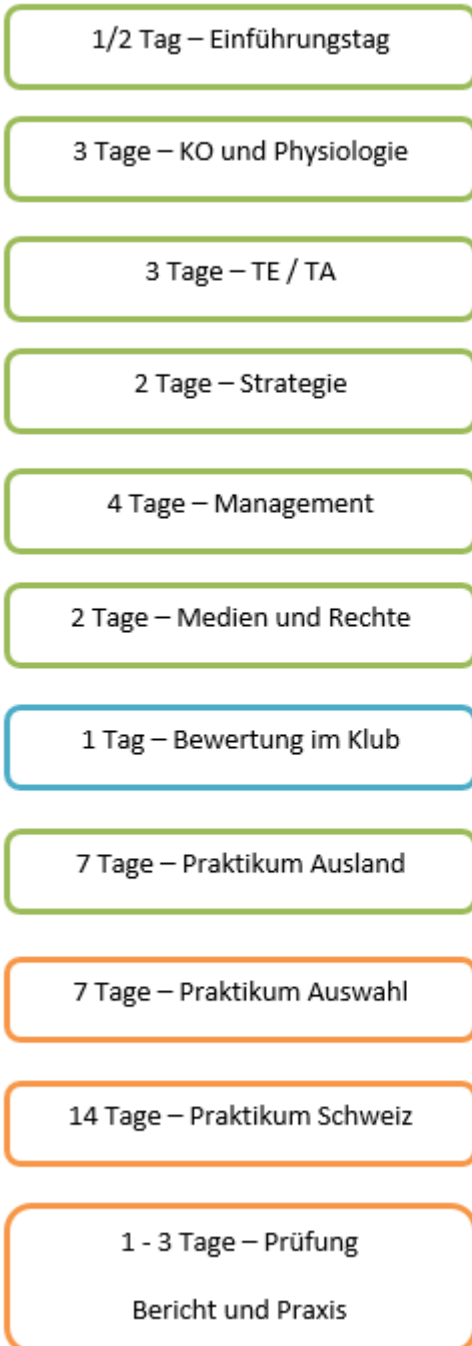 1/2 Tag – Einführungstag
3 Tage – KO und Physiologie
3 Tage – TE / TA
2 Tage – Strategie
4 Tage – Management
2 Tage – Medien und Rechte
1 Tag – Bewertung im Klub
7 Tage – Praktikum Ausland
7 Tage – Praktikum Auswahl
14 Tage – Praktikum Schweiz
1 - 3 Tage – Prüfung
Bericht und Praxis